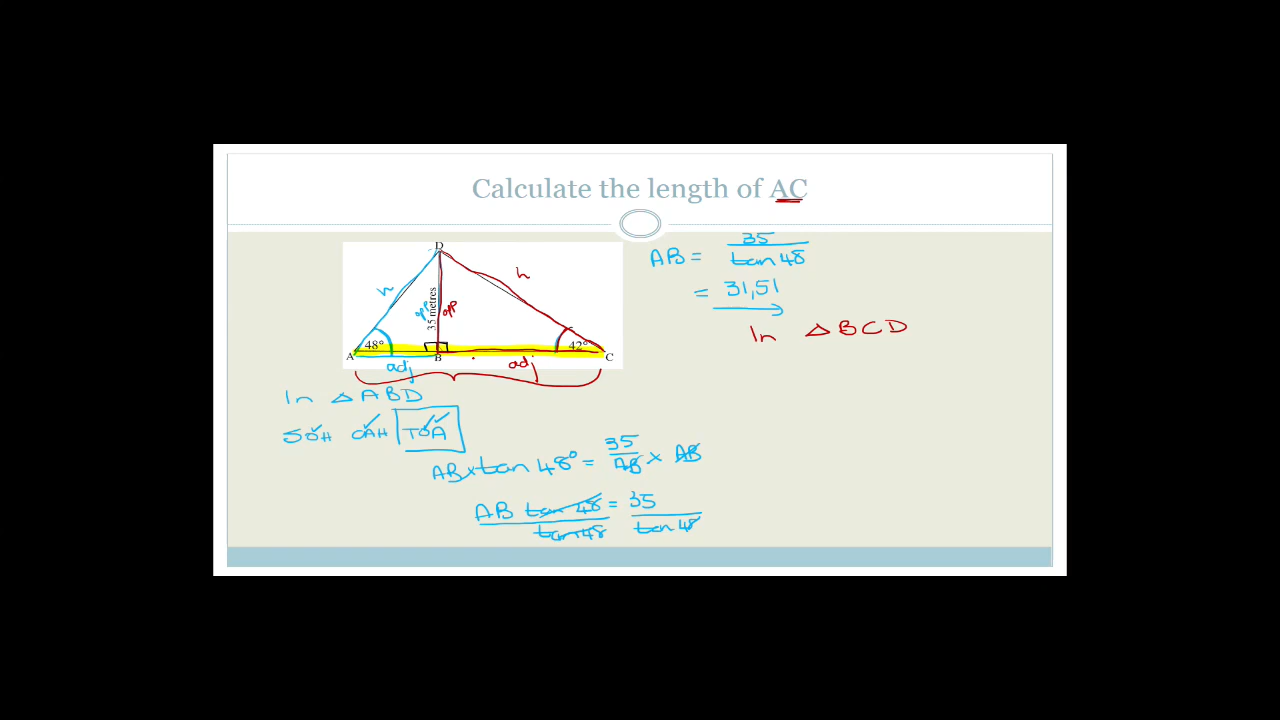 Calculate the length of AC
D
h
h
35 metres
opp
opp
48°
42°
A
B
C
adj
adj
In △ABD
SOH CAH TOA
AB × tan 48° = 35/AB × AB
AB tan 48/tan 48 = 35/tan 48
AB = 35/tan 48
= 31,51
In △BCD